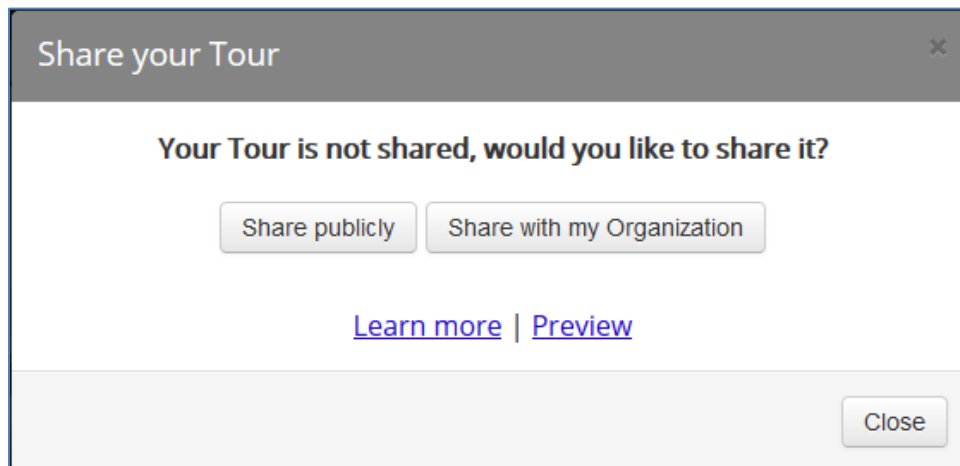 Share your Tour ×
Your Tour is not shared, would you like to share it?
Share publicly Share with my Organization
Learn more | Preview
Close